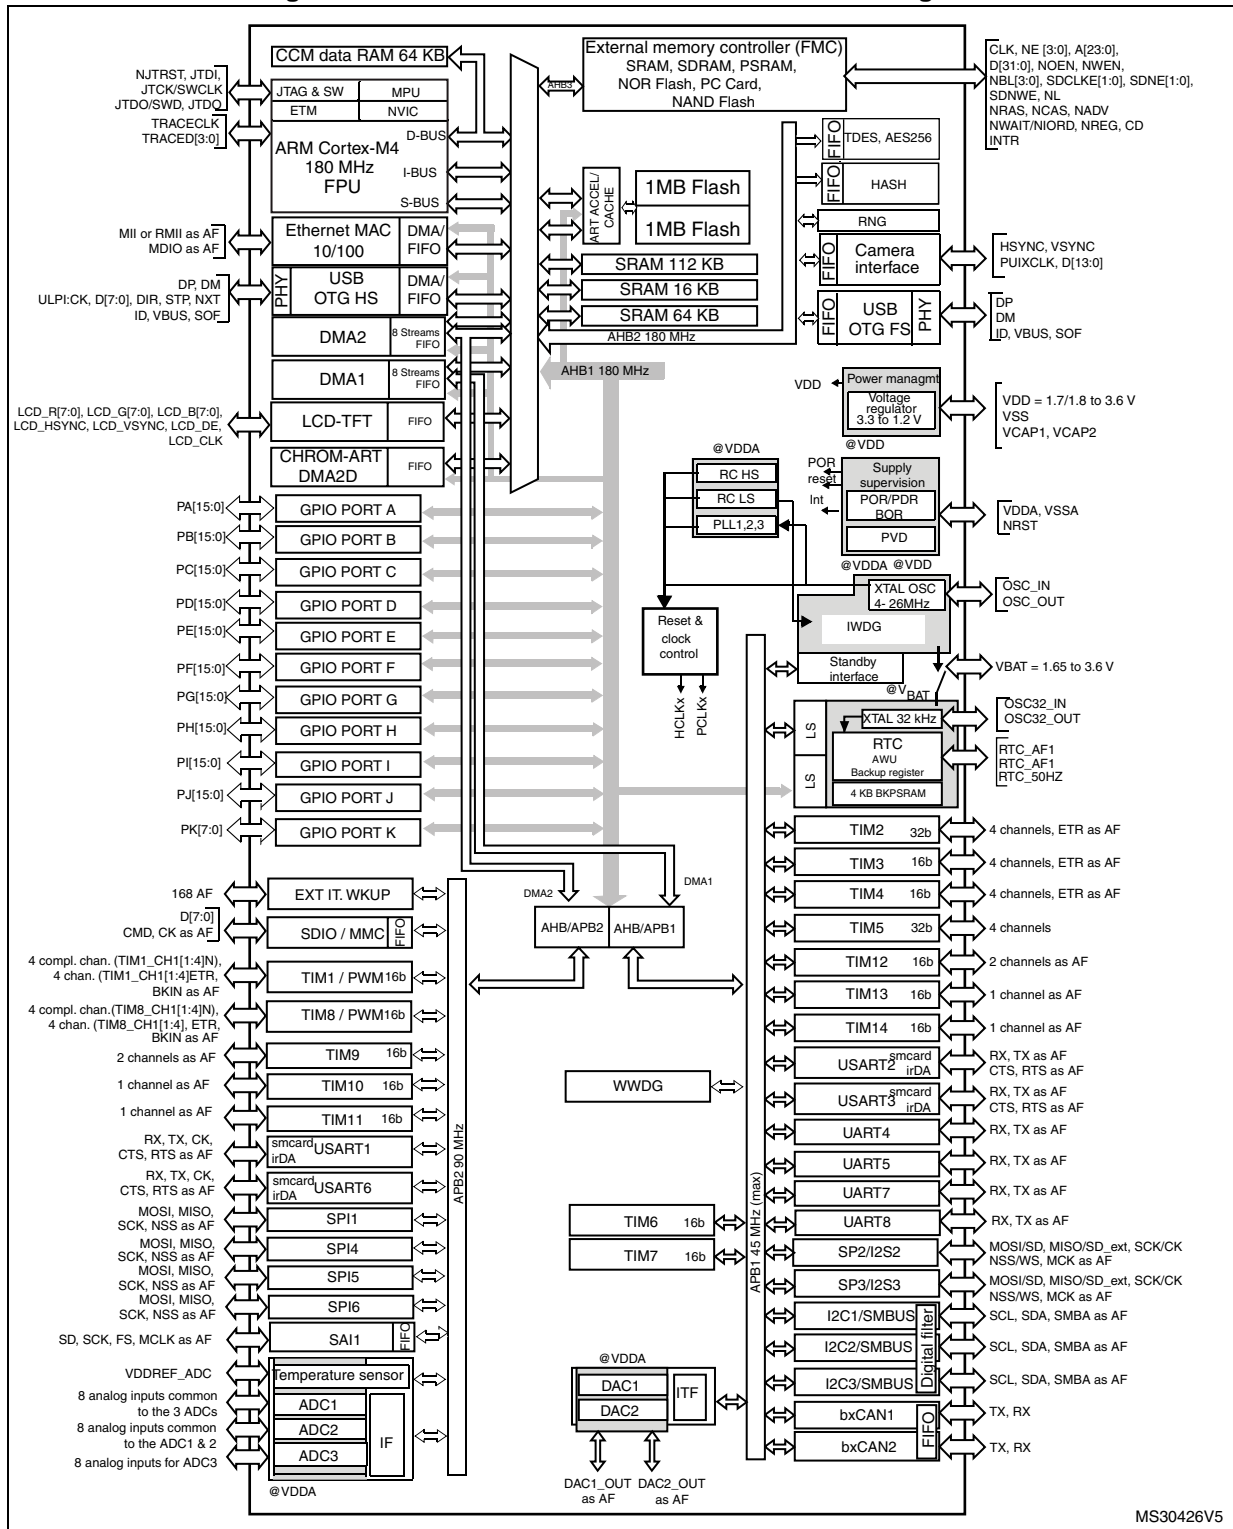 CCM data RAM 64 KB
External memory controller (FMC)
SRAM, SDRAM, PSRAM,
NOR Flash, PC Card,
NAND Flash
AHB3
CLK, NE [3:0], A[23:0],
D[31:0], NOEN, NWEN,
NBL[3:0], SDCLKE[1:0], SDNE[1:0],
SDNWE, NL
NRAS, NCAS, NADV
NWAIT/NIORD, NREG, CD
INTR
NJTRST, JTDI,
JTCK/SWCLK
JTDO/SWD, JTDO
TRACECLK
TRACED[3:0]
JTAG & SW
MPU
ETM
NVIC
ARM Cortex-M4
180 MHz
FPU
D-BUS
I-BUS
S-BUS
ART ACCEL/
CACHE
1MB Flash
1MB Flash
SRAM 112 KB
SRAM 16 KB
SRAM 64 KB
AHB2 180 MHz
AHB1 180 MHz
FIFO
TDES, AES256
FIFO
HASH
RNG
FIFO
Camera
interface
HSYNC, VSYNC
PUIXCLK, D[13:0]
FIFO
USB
OTG FS
PHY
DP
DM
ID, VBUS, SOF
MII or RMII as AF
MDIO as AF
Ethernet MAC
10/100
DMA/
FIFO
DP, DM
ULPI:CK, D[7:0], DIR, STP, NXT
ID, VBUS, SOF
PHY
USB
OTG HS
DMA/
FIFO
DMA2
8 Streams
FIFO
DMA1
8 Streams
FIFO
LCD_R[7:0], LCD_G[7:0], LCD_B[7:0],
LCD_HSYNC, LCD_VSYNC, LCD_DE,
LCD_CLK
LCD-TFT
FIFO
CHROM-ART
DMA2D
FIFO
VDD
Power managmt
Voltage
regulator
3.3 to 1.2 V
@VDD
VDD = 1.7/1.8 to 3.6 V
VSS
VCAP1, VCAP2
@VDDA
RC HS
RC LS
PLL1,2,3
POR
reset
Int
Supply
supervision
POR/PDR
BOR
PVD
VDDA, VSSA
NRST
@VDDA @VDD
XTAL OSC
4- 26MHz
IWDG
OSC_IN
OSC_OUT
Reset &
clock
control
HCLKx
PCLKx
Standby
interface
VBAT = 1.65 to 3.6 V
@VBAT
LS
LS
XTAL 32 kHz
RTC
AWU
Backup register
4 KB BKPSRAM
OSC32_IN
OSC32_OUT
RTC_AF1
RTC_AF1
RTC_50HZ
PA[15:0]
GPIO PORT A
PB[15:0]
GPIO PORT B
PC[15:0]
GPIO PORT C
PD[15:0]
GPIO PORT D
PE[15:0]
GPIO PORT E
PF[15:0]
GPIO PORT F
PG[15:0]
GPIO PORT G
PH[15:0]
GPIO PORT H
PI[15:0]
GPIO PORT I
PJ[15:0]
GPIO PORT J
PK[7:0]
GPIO PORT K
DMA2
DMA1
AHB/APB2
AHB/APB1
168 AF
EXT IT. WKUP
D[7:0]
CMD, CK as AF
SDIO / MMC
FIFO
4 compl. chan. (TIM1_CH1[1:4]N),
4 chan. (TIM1_CH1[1:4]ETR,
BKIN as AF
TIM1 / PWM 16b
4 compl. chan.(TIM8_CH1[1:4]N),
4 chan. (TIM8_CH1[1:4], ETR,
BKIN as AF
TIM8 / PWM 16b
2 channels as AF
TIM9 16b
1 channel as AF
TIM10 16b
1 channel as AF
TIM11 16b
RX, TX, CK,
CTS, RTS as AF
smcard
irDA
USART1
RX, TX, CK,
CTS, RTS as AF
smcard
irDA
USART6
MOSI, MISO,
SCK, NSS as AF
SPI1
MOSI, MISO,
SCK, NSS as AF
SPI4
MOSI, MISO,
SCK, NSS as AF
SPI5
MOSI, MISO,
SCK, NSS as AF
SPI6
SD, SCK, FS, MCLK as AF
SAI1
FIFO
VDDREF_ADC
Temperature sensor
8 analog inputs common
to the 3 ADCs
ADC1
8 analog inputs common
to the ADC1 & 2
ADC2
8 analog inputs for ADC3
ADC3
IF
@VDDA
APB2 90 MHz
WWDG
TIM6 16b
TIM7 16b
@VDDA
DAC1
DAC2
ITF
DAC1_OUT
as AF
DAC2_OUT
as AF
APB1 45 MHz (max)
TIM2 32b
4 channels, ETR as AF
TIM3 16b
4 channels, ETR as AF
TIM4 16b
4 channels, ETR as AF
TIM5 32b
4 channels
TIM12 16b
2 channels as AF
TIM13 16b
1 channel as AF
TIM14 16b
1 channel as AF
USART2
smcard
irDA
RX, TX as AF
CTS, RTS as AF
USART3
smcard
irDA
RX, TX as AF
CTS, RTS as AF
UART4
RX, TX as AF
UART5
RX, TX as AF
UART7
RX, TX as AF
UART8
RX, TX as AF
SP2/I2S2
MOSI/SD, MISO/SD_ext, SCK/CK
NSS/WS, MCK as AF
SP3/I2S3
MOSI/SD, MISO/SD_ext, SCK/CK
NSS/WS, MCK as AF
I2C1/SMBUS
SCL, SDA, SMBA as AF
I2C2/SMBUS
SCL, SDA, SMBA as AF
I2C3/SMBUS
SCL, SDA, SMBA as AF
Digital filter
bxCAN1
TX, RX
bxCAN2
TX, RX
FIFO
MS30426V5